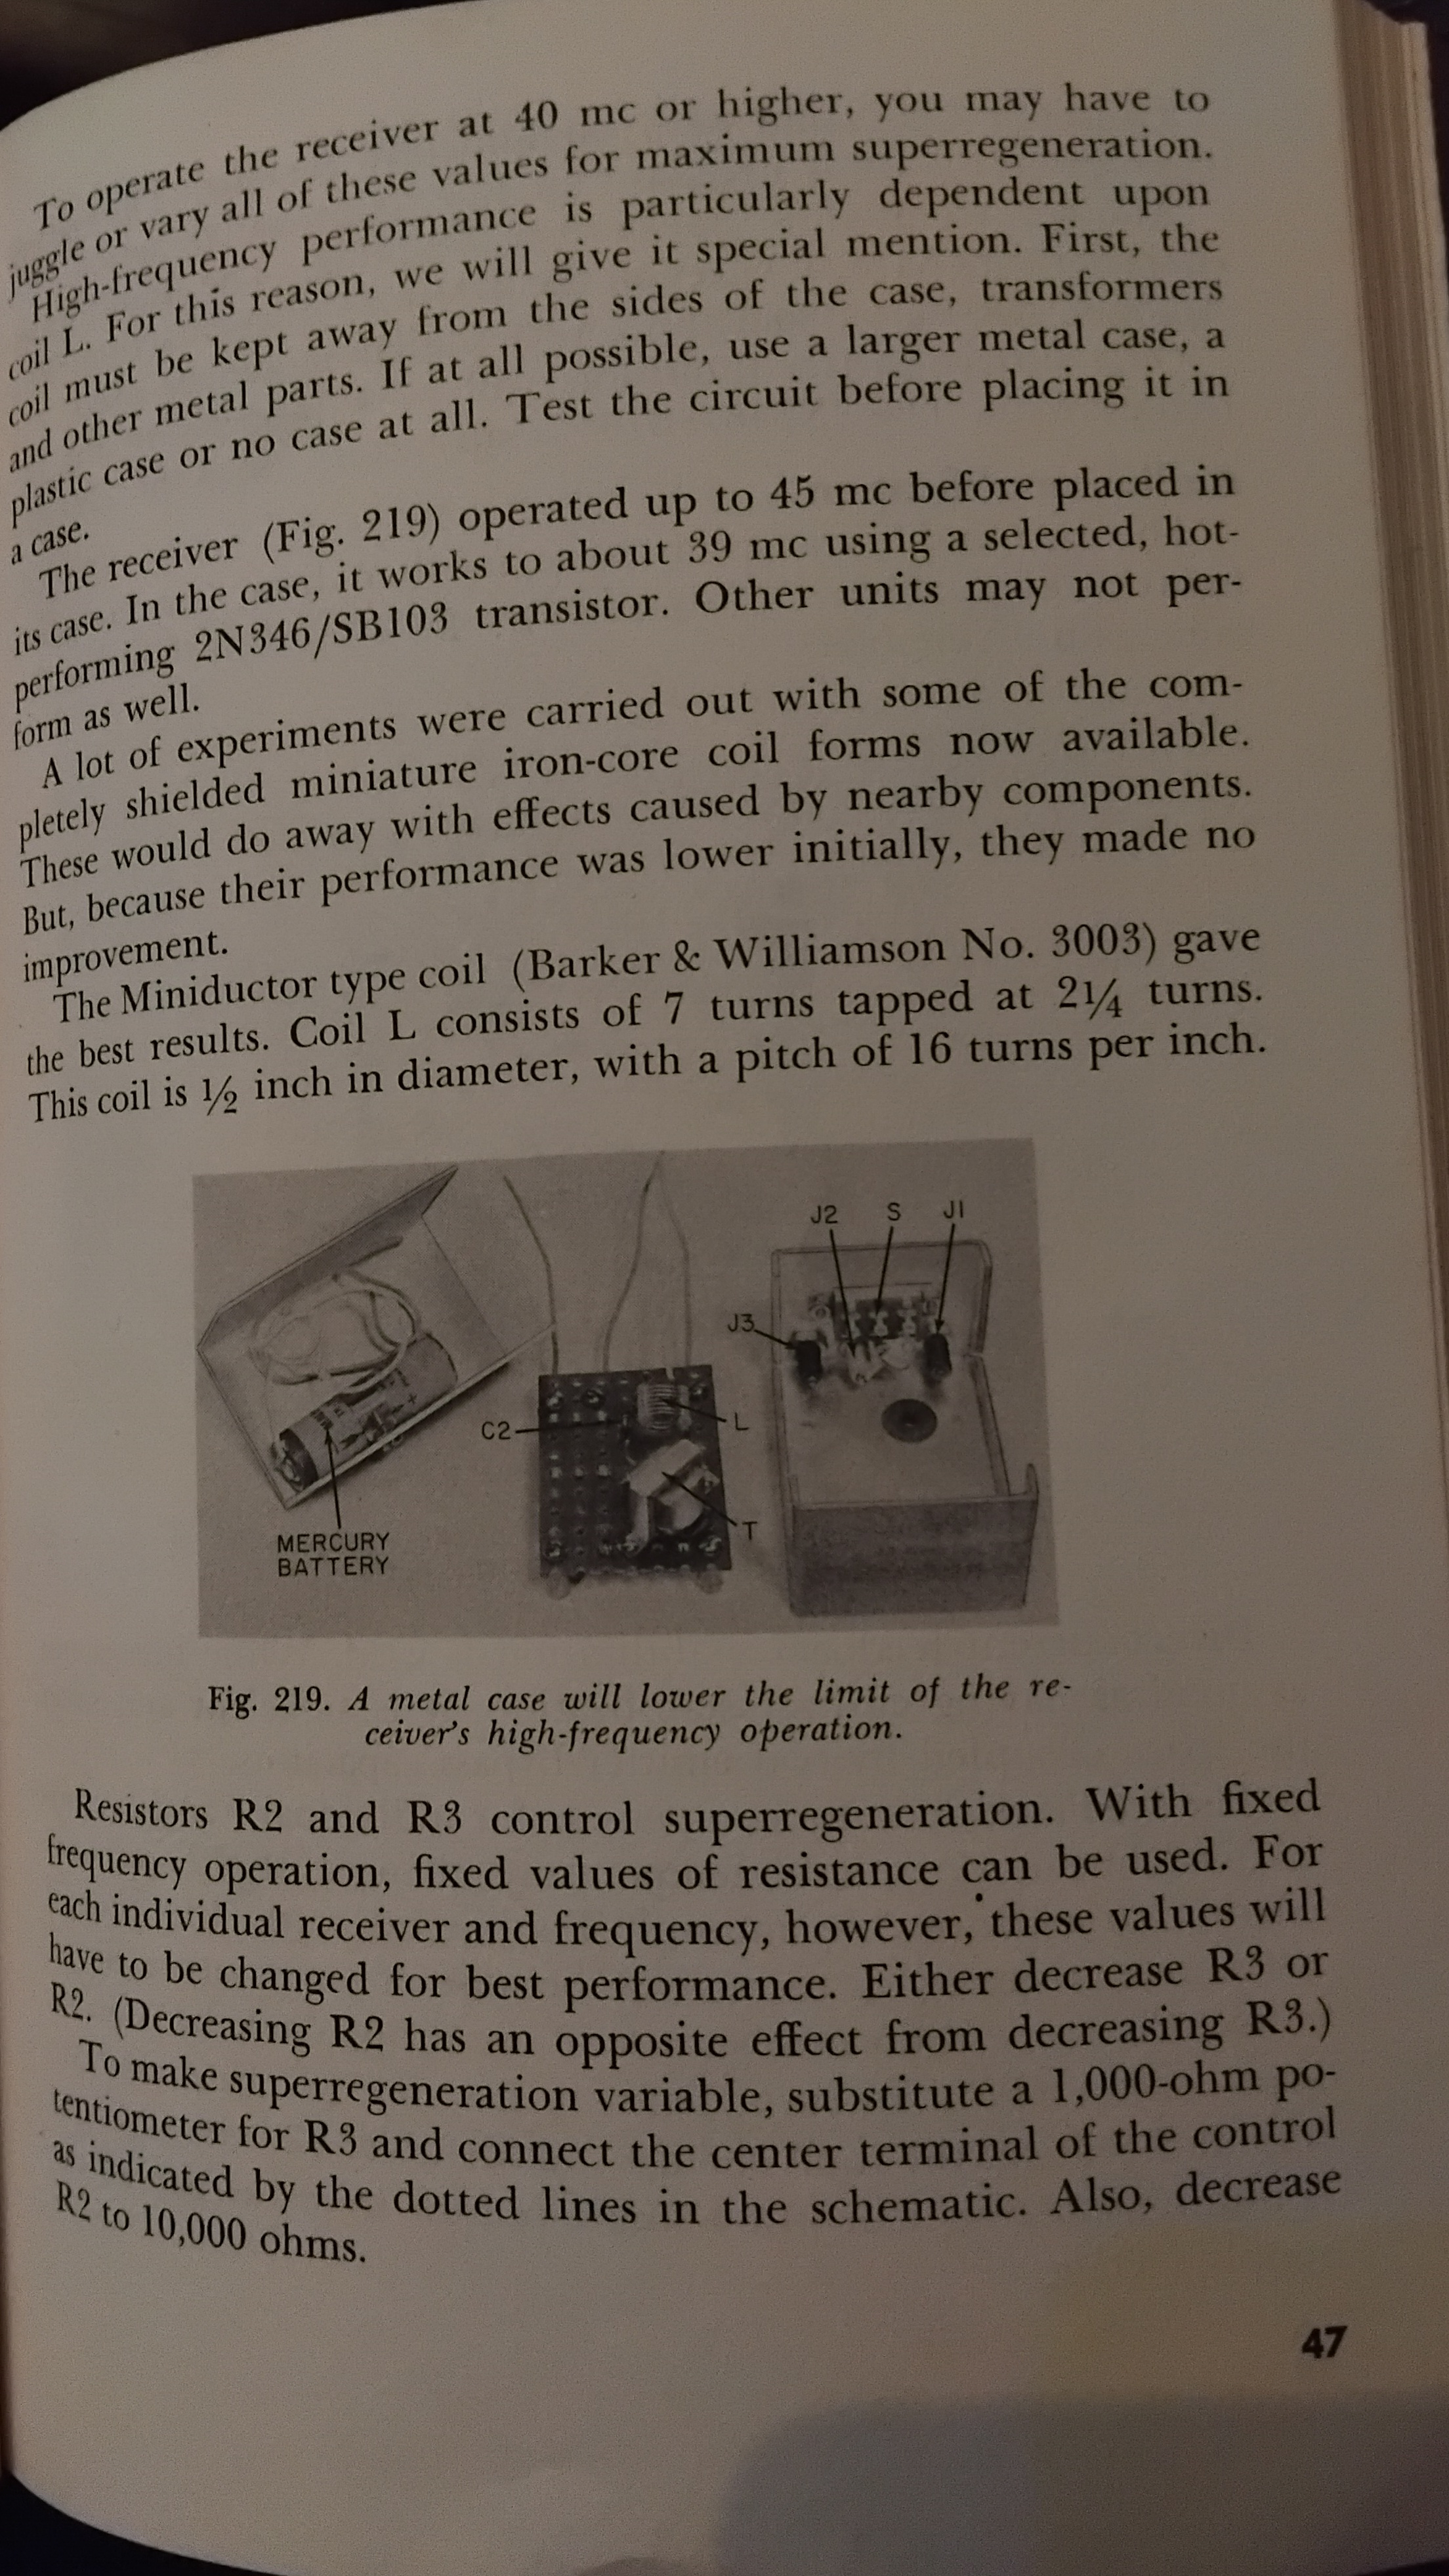 To operate the receiver at 40 mc or higher, you may have to
juggle or vary all of these values for maximum superregeneration.
High-frequency performance is particularly dependent upon
coil L. For this reason, we will give it special mention. First, the
coil must be kept away from the sides of the case, transformers
and other metal parts. If at all possible, use a larger metal case, a
plastic case or no case at all. Test the circuit before placing it in
a case.
The receiver (Fig. 219) operated up to 45 mc before placed in
its case. In the case, it works to about 39 mc using a selected, hot-
performing 2N346/SB103 transistor. Other units may not per-
form as well.
A lot of experiments were carried out with some of the com-
pletely shielded miniature iron-core coil forms now available.
These would do away with effects caused by nearby components.
But, because their performance was lower initially, they made no
improvement.
The Miniductor type coil (Barker & Williamson No. 3003) gave
the best results. Coil L consists of 7 turns tapped at 2¼ turns.
This coil is ½ inch in diameter, with a pitch of 16 turns per inch.
J2 S J1
J3
C2
L
T
MERCURY
BATTERY
Fig. 219. A metal case will lower the limit of the re-
ceiver's high-frequency operation.
Resistors R2 and R3 control superregeneration. With fixed
frequency operation, fixed values of resistance can be used. For
each individual receiver and frequency, however, these values will
have to be changed for best performance. Either decrease R3 or
R2. (Decreasing R2 has an opposite effect from decreasing R3.)
To make superregeneration variable, substitute a 1,000-ohm po-
tentiometer for R3 and connect the center terminal of the control
as indicated by the dotted lines in the schematic. Also, decrease
R2 to 10,000 ohms.
47